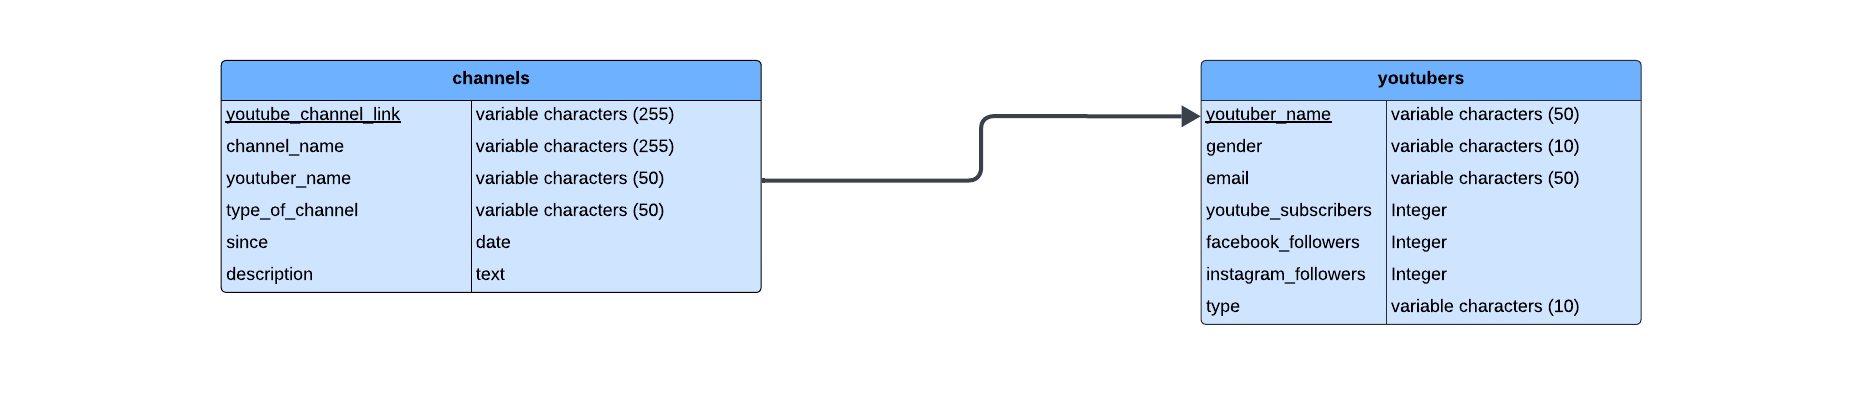 channels
youtube_channel_link variable characters (255)
channel_name variable characters (255)
youtuber_name variable characters (50)
type_of_channel variable characters (50)
since date
description text
youtubers
youtuber_name variable characters (50)
gender variable characters (10)
email variable characters (50)
youtube_subscribers Integer
facebook_followers Integer
instagram_followers Integer
type variable characters (10)